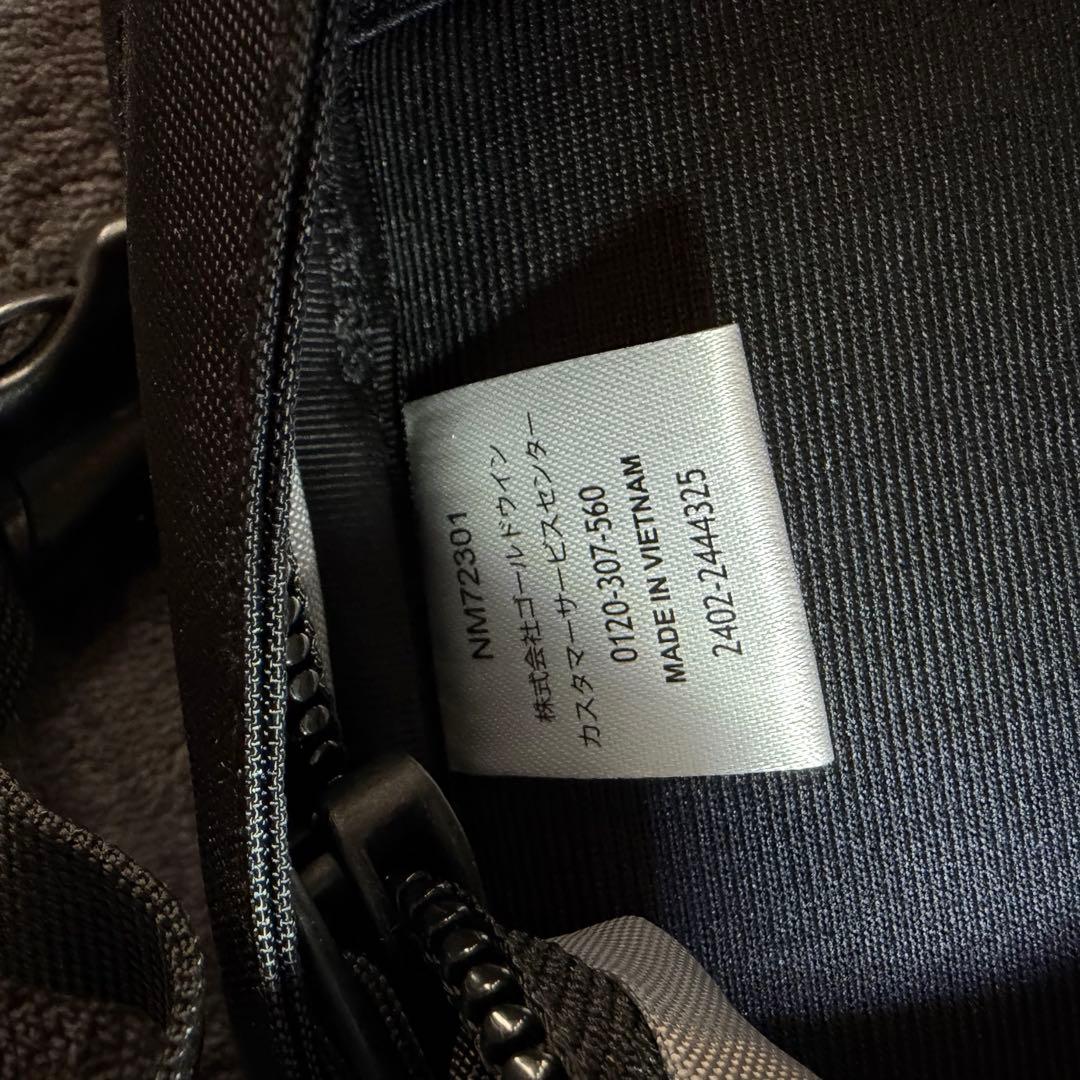 NM72301
株式会社ゴールドウイン
カスタマーサービスセンター
0120-307-560
MADE IN VIETNAM
2402-2444325